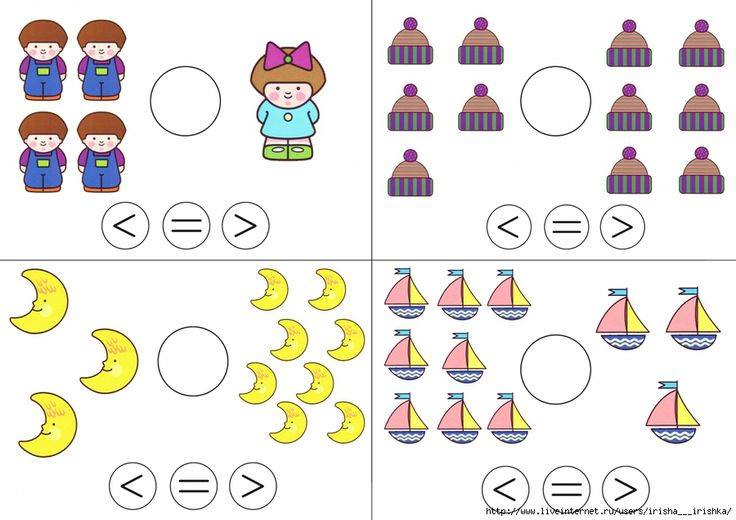 < = >
< = >
< = >
< = >
http://www.liveinternet.ru/users/irisha___irishka/